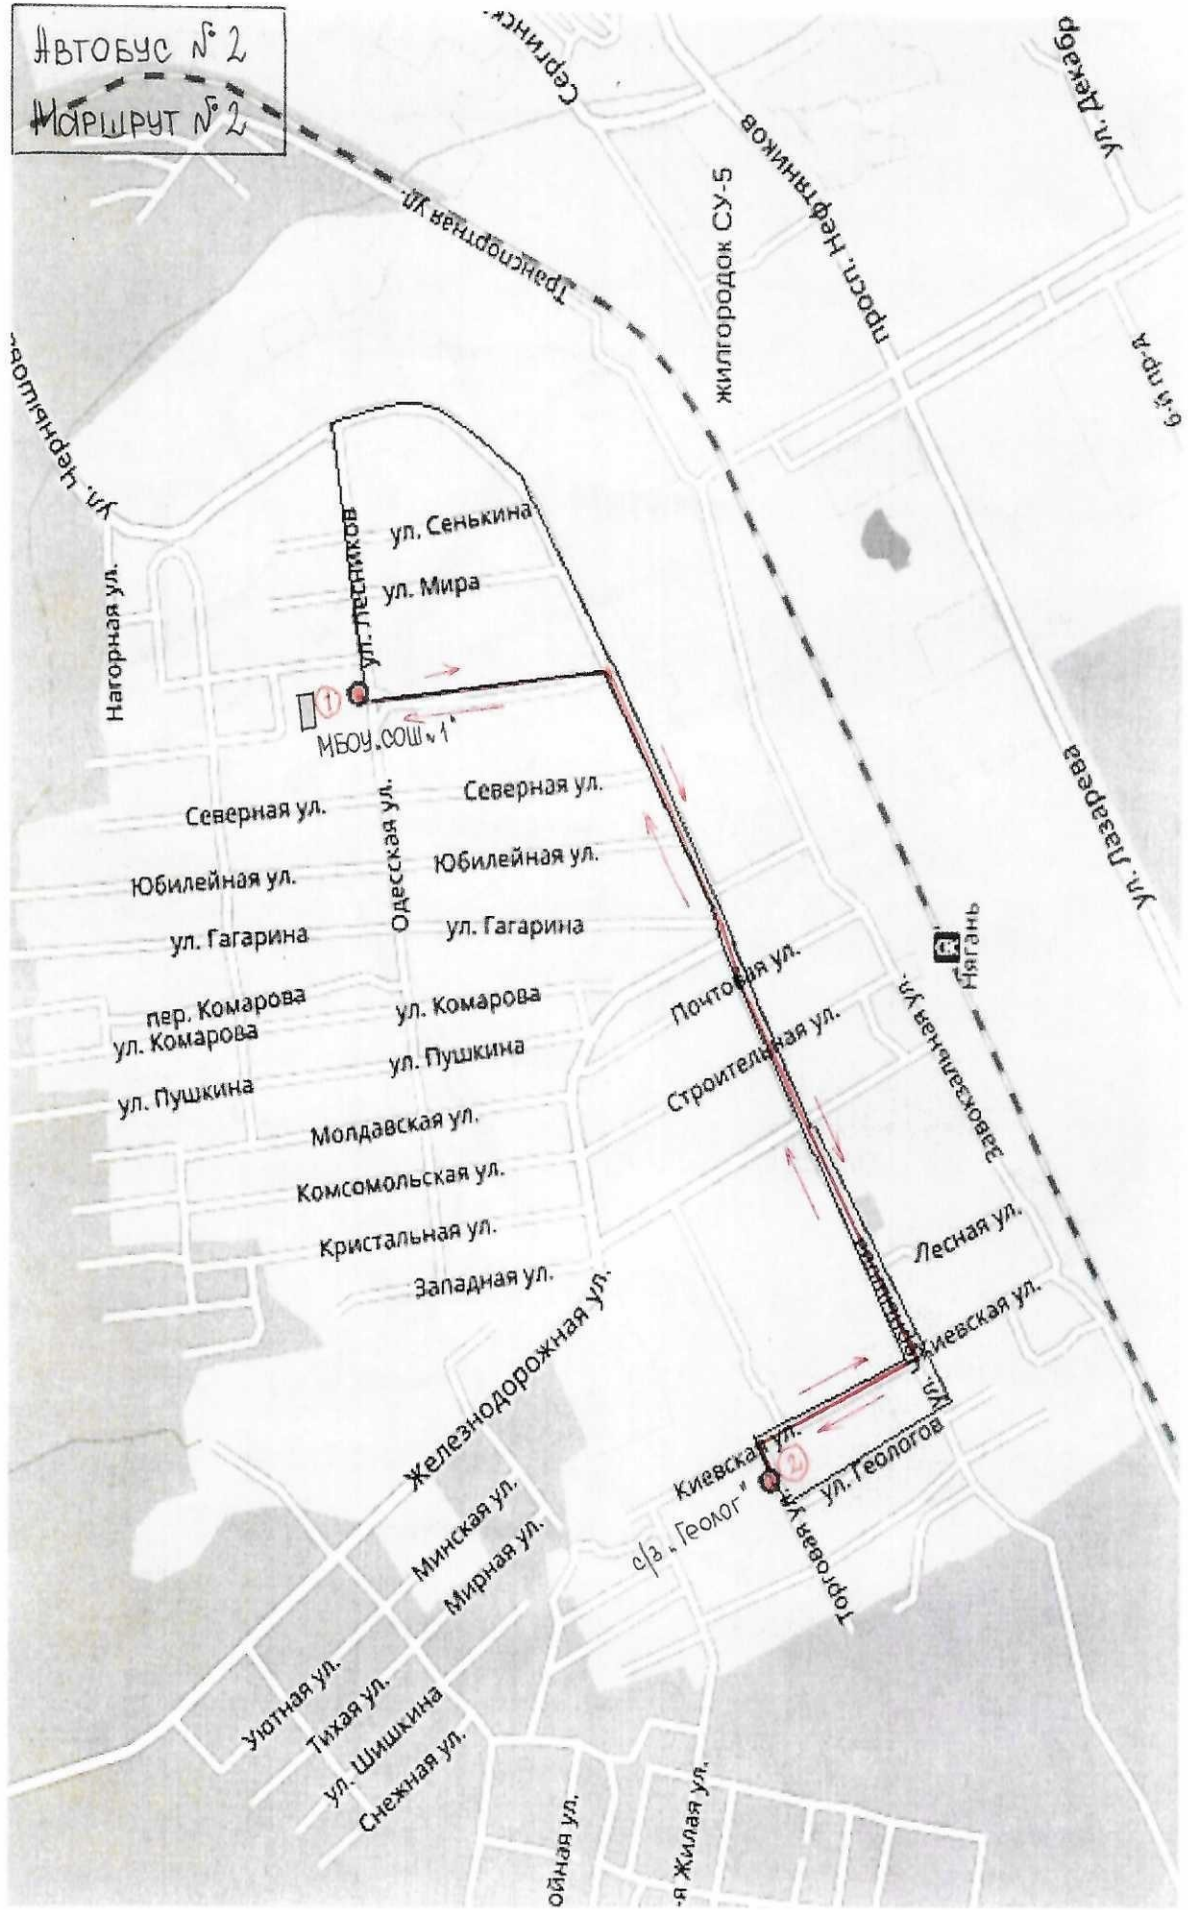 Автобус № 2
Маршрут № 2
просп. Нефтяников
ул. Декабр
Транспортная ул.
жилгородок СУ-5
6-й пр-д
ул. Лесников
ул. Сенькина
ул. Мира
Нагорная ул.
1
МБОУ „СОШ №1"
Северная ул.
Северная ул.
Одесская ул.
Юбилейная ул.
Юбилейная ул.
ул. Гагарина
ул. Гагарина
ул. Лазарева
Нягань
пер. Комарова
ул. Комарова
ул. Комарова
Почтовая ул.
ул. Пушкина
ул. Пушкина
Строительная ул.
Завокзальная ул.
Молдавская ул.
Комсомольская ул.
Кристальная ул.
Западная ул.
Лесная ул.
Киевская ул.
Железнодорожная ул.
Киевская ул.
2
с/з „Геолог"
ул. Геологов
Торговая ул.
Минская ул.
Мирная ул.
Уютная ул.
Тихая ул.
ул. Шишкина
Снежная ул.
ойная ул.
-я Жилая ул.